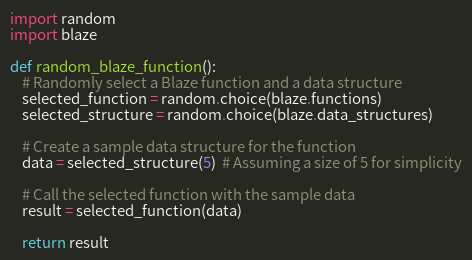 import random
import blaze

def random_blaze_function():
    # Randomly select a Blaze function and a data structure
    selected_function = random.choice(blaze.functions)
    selected_structure = random.choice(blaze.data_structures)

    # Create a sample data structure for the function
    data = selected_structure(5)  # Assuming a size of 5 for simplicity

    # Call the selected function with the sample data
    result = selected_function(data)

    return result